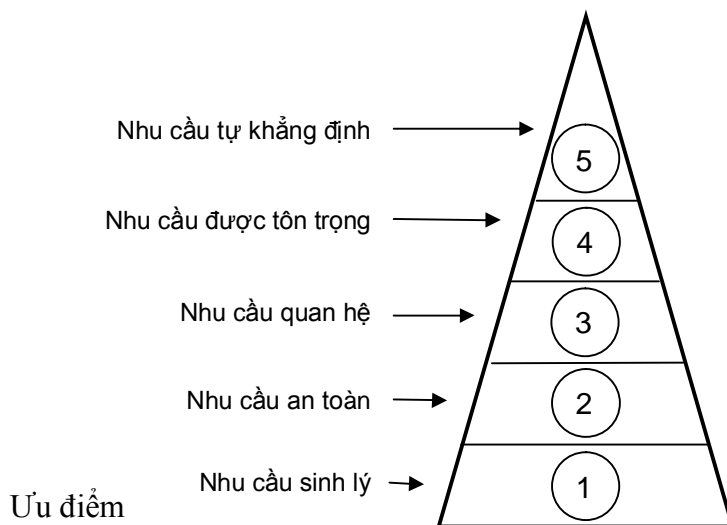 Nhu cầu tự khẳng định
5
Nhu cầu được tôn trọng
4
Nhu cầu quan hệ
3
Nhu cầu an toàn
2
Nhu cầu sinh lý
1
Ưu điểm